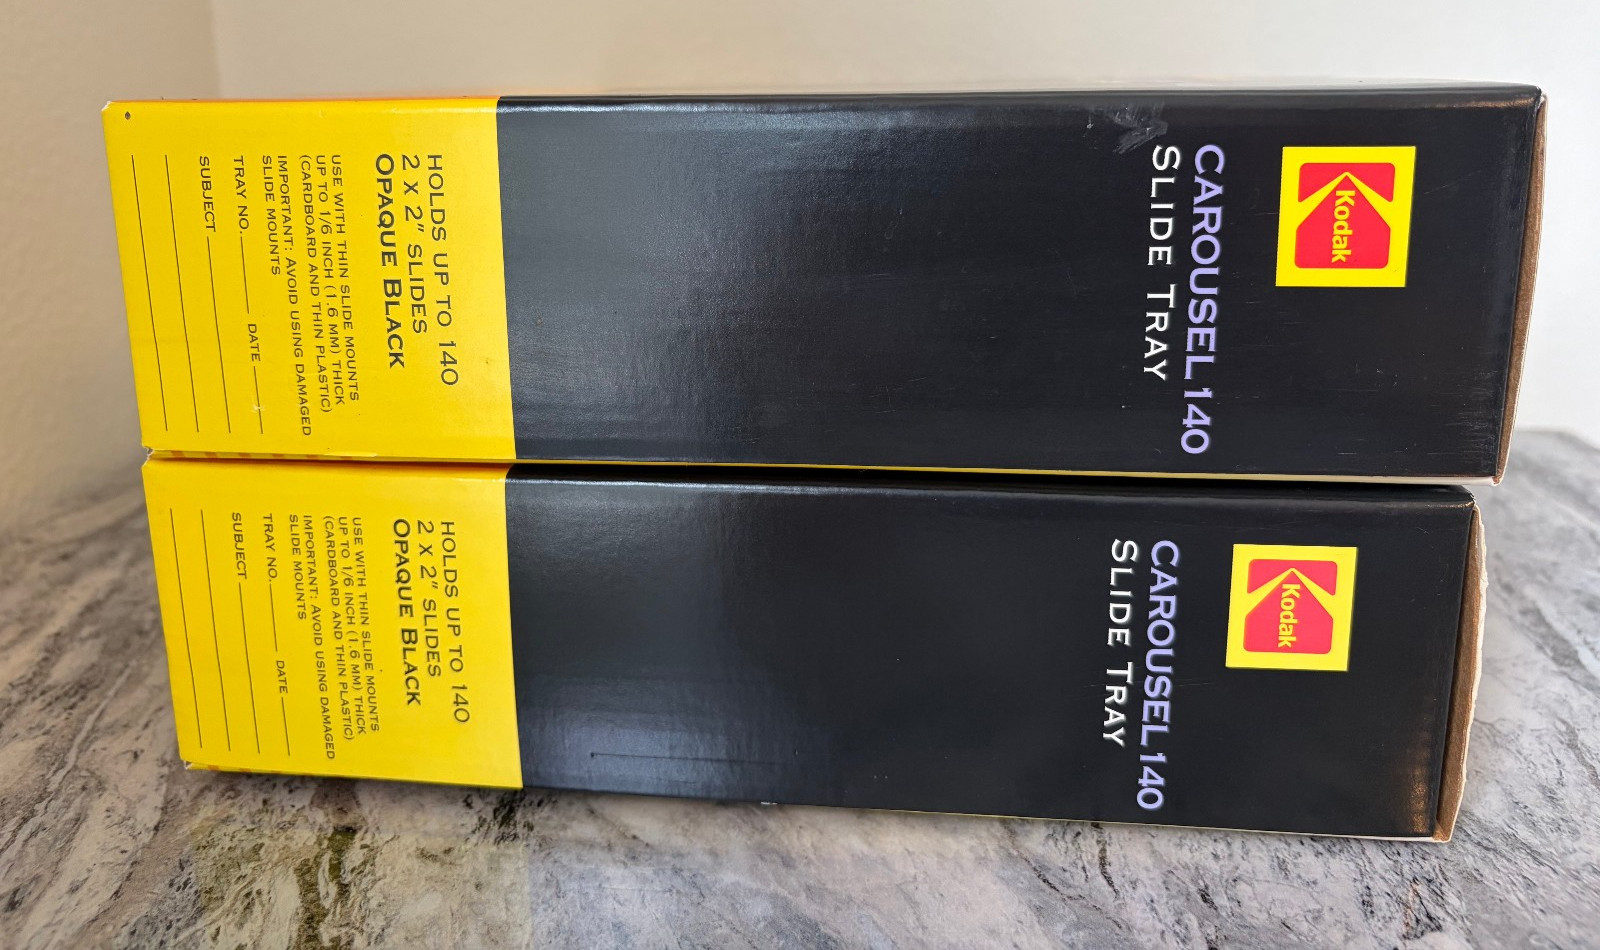 Kodak
CAROUSEL 140
SLIDE TRAY
HOLDS UP TO 140
2 X 2" SLIDES
OPAQUE BLACK
USE WITH THIN SLIDE MOUNTS
UP TO 1/6 INCH (1.6 MM) THICK
(CARDBOARD AND THIN PLASTIC)
IMPORTANT: AVOID USING DAMAGED
SLIDE MOUNTS
TRAY NO. DATE
SUBJECT
Kodak
CAROUSEL 140
SLIDE TRAY
HOLDS UP TO 140
2 X 2" SLIDES
OPAQUE BLACK
USE WITH THIN SLIDE MOUNTS
UP TO 1/6 INCH (1.6 MM) THICK
(CARDBOARD AND THIN PLASTIC)
IMPORTANT: AVOID USING DAMAGED
SLIDE MOUNTS
TRAY NO. DATE
SUBJECT